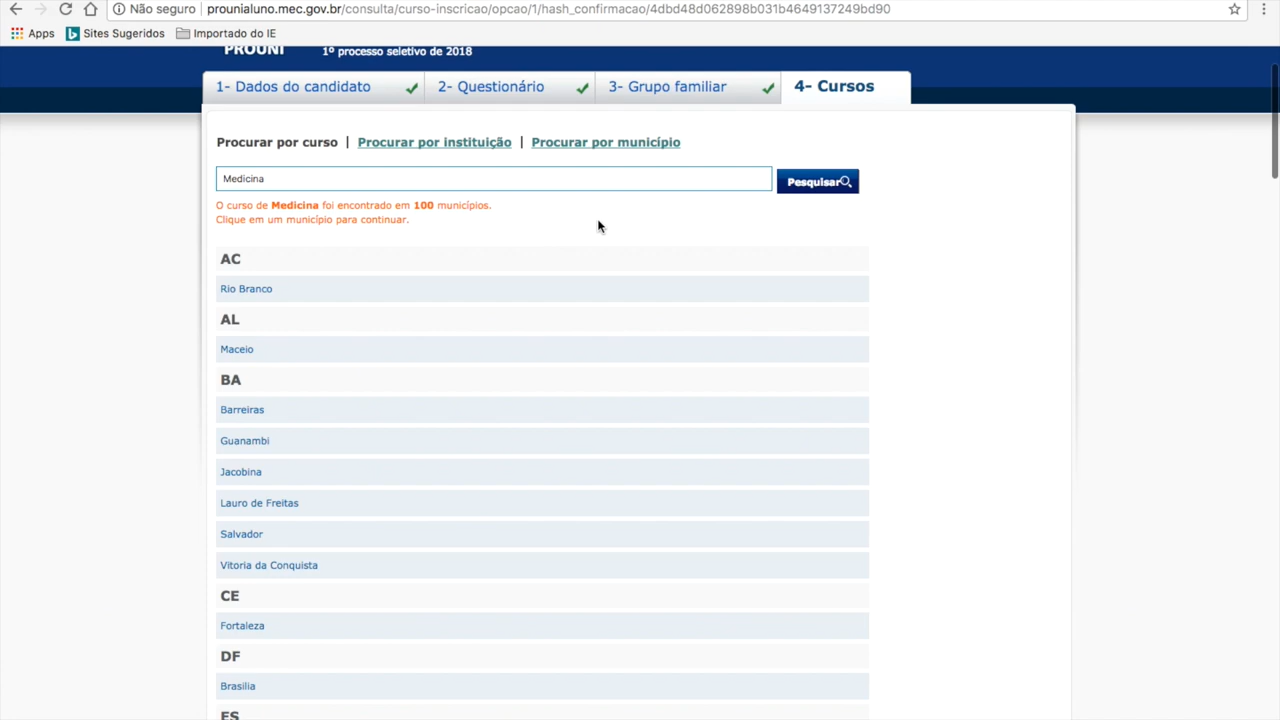 Não seguro | prounialuno.mec.gov.br/consulta/curso-inscricao/opcao/1/hash_confirmacao/4dbd48d062898b031b4649137249bd90
Apps Sites Sugeridos Importado do IE
PROUNI 1º processo seletivo de 2018
1- Dados do candidato 2- Questionário 3- Grupo familiar 4- Cursos
Procurar por curso | Procurar por instituição | Procurar por município
Medicina Pesquisar
O curso de Medicina foi encontrado em 100 municípios.
Clique em um município para continuar.
AC
Rio Branco
AL
Maceio
BA
Barreiras
Guanambi
Jacobina
Lauro de Freitas
Salvador
Vitoria da Conquista
CE
Fortaleza
DF
Brasilia
ES